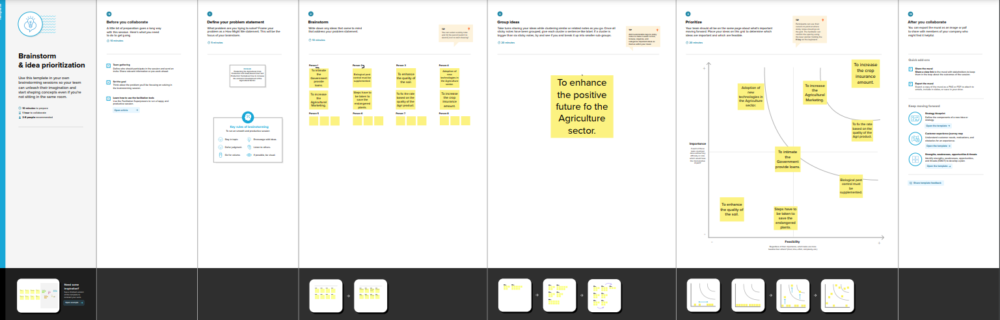 Brainstorm
& idea prioritization
Use this template in your own
brainstorming sessions so your team
can unleash their imagination and
start shaping concepts even if you're
not sitting in the same room.
10 minutes to prepare
1 hour to collaborate
2-8 people recommended
Need some
inspiration?
Open example
Before you collaborate
A little bit of preparation goes a long way
with this session. Here's what you need
to do to get going.
10 minutes
Team gathering
Define who should participate in the session and send an
invite. Share relevant information or pre-work ahead.
Set the goal
Think about the problem you'll be focusing on solving in
the brainstorming session.
Learn how to use the facilitation tools
Use the Facilitation Superpowers to run a happy and
productive session.
Open article
1
Define your problem statement
What problem are you trying to solve? Frame your
problem as a How Might We statement. This will be the
focus of your brainstorm.
5 minutes
Key rules of brainstorming
To run an smooth and productive session
Stay in topic.
Encourage wild ideas.
Defer judgment.
Listen to others.
Go for volume.
If possible, be visual.
2
Brainstorm
Write down any ideas that come to mind
that address your problem statement.
10 minutes
TIP
Person 1
Person 2
Person 3
Person 4
To intimate
the
Government
provide
loans.
Biological pest
control must be
supplemented.
To enhance
the quality of
the soil.
Adoption of
new
technologies in
the Agriculture
sector.
To increase
the
Agricultural
Marketing.
Steps have to
be taken to
save the
endangered
plants.
To fix the rate
based on the
quality of the
Agri product.
To increase
the crop
insurance
amount.
Person 5
Person 6
Person 7
Person 8
3
Group ideas
Take turns sharing your ideas while clustering similar or related notes as you go. Once all
sticky notes have been grouped, give each cluster a sentence-like label. If a cluster is
bigger than six sticky notes, try and see if you and break it up into smaller sub-groups.
20 minutes
TIP
To enhance
the positive
future fo the
Agriculture
sector.
4
Prioritize
Your team should all be on the same page about what's important
moving forward. Place your ideas on this grid to determine which
ideas are important and which are feasible.
20 minutes
TIP
To increase
the crop
insurance
amount.
Adoption of
new
technologies in
the Agriculture
sector.
To increase
the
Agricultural
Marketing.
To fix the rate
based on the
quality of the
Agri product.
Importance
To intimate
the
Government
provide loans.
Biological pest
control must
be
supplemented.
To enhance
the quality of
the soil.
Steps have to
be taken to
save the
endangered
plants.
Feasibility
After you collaborate
You can export the mural as an image or pdf
to share with members of your company who
might find it helpful.
Quick add-ons
Share the mural
Share a view link to the mural with stakeholders to keep
them in the loop about the outcomes of the session.
Export the mural
Export a copy of the mural as a PNG or PDF to attach to
emails, include in slides, or save in your drive.
Keep moving forward
Strategy blueprint
Define the components of a new idea or
strategy.
Open the template
Customer experience journey map
Understand customer needs, motivations, and
obstacles for an experience.
Open the template
Strengths, weaknesses, opportunities & threats
Identify strengths, weaknesses, opportunities,
and threats (SWOT) to develop a plan.
Open the template
Share template feedback